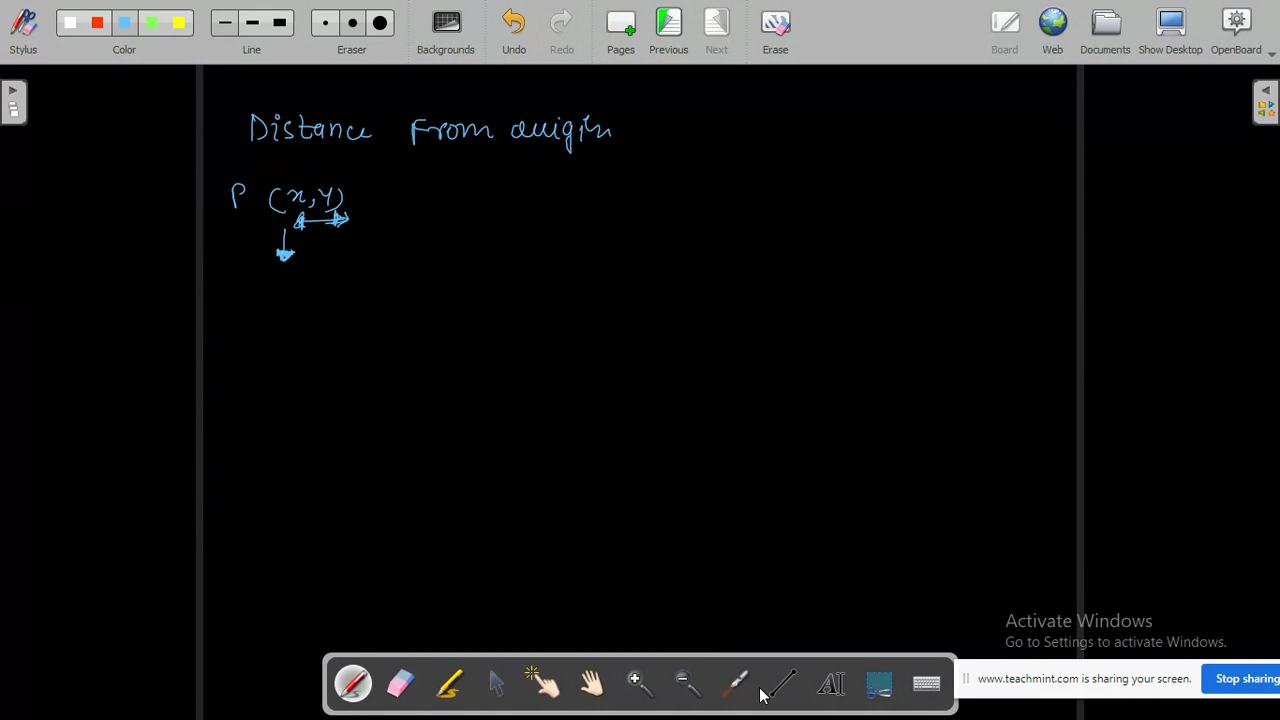 Stylus Color Line Eraser Backgrounds Undo Redo Pages Previous Next Erase Board Web Documents Show Desktop OpenBoard
Distance From origin
P (x, y)
Activate Windows
Go to Settings to activate Windows.
www.teachmint.com is sharing your screen. Stop sharing